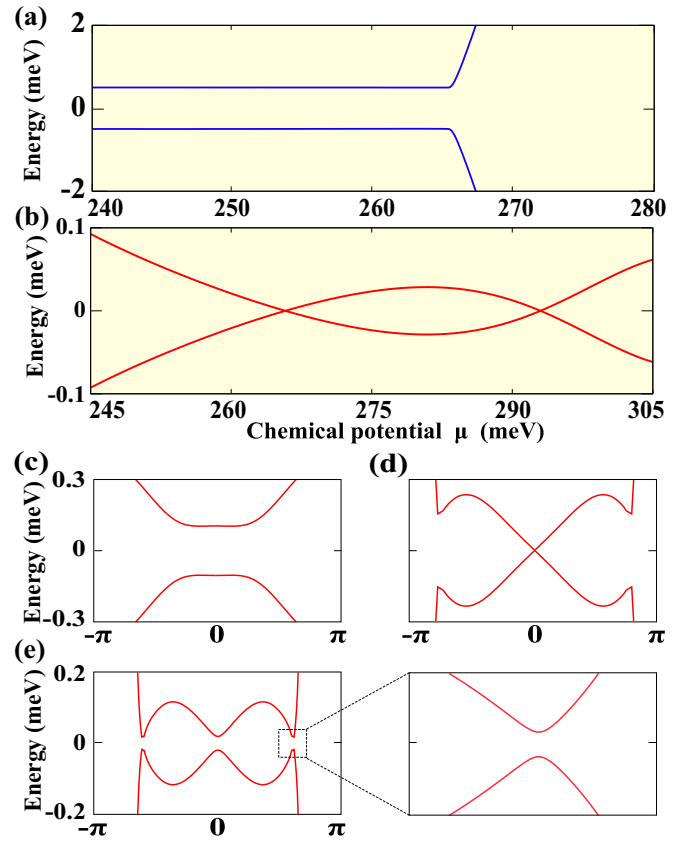 (a)
Energy (meV)
2
0
-2
240 250 260 270 280
(b)
Energy (meV)
0.1
0
-0.1
245 260 275 290 305
Chemical potential μ (meV)
(c)
Energy (meV)
0.3
0
-0.3
-π 0 π
(d)
-π 0 π
(e)
Energy (meV)
0.2
0
-0.2
-π 0 π